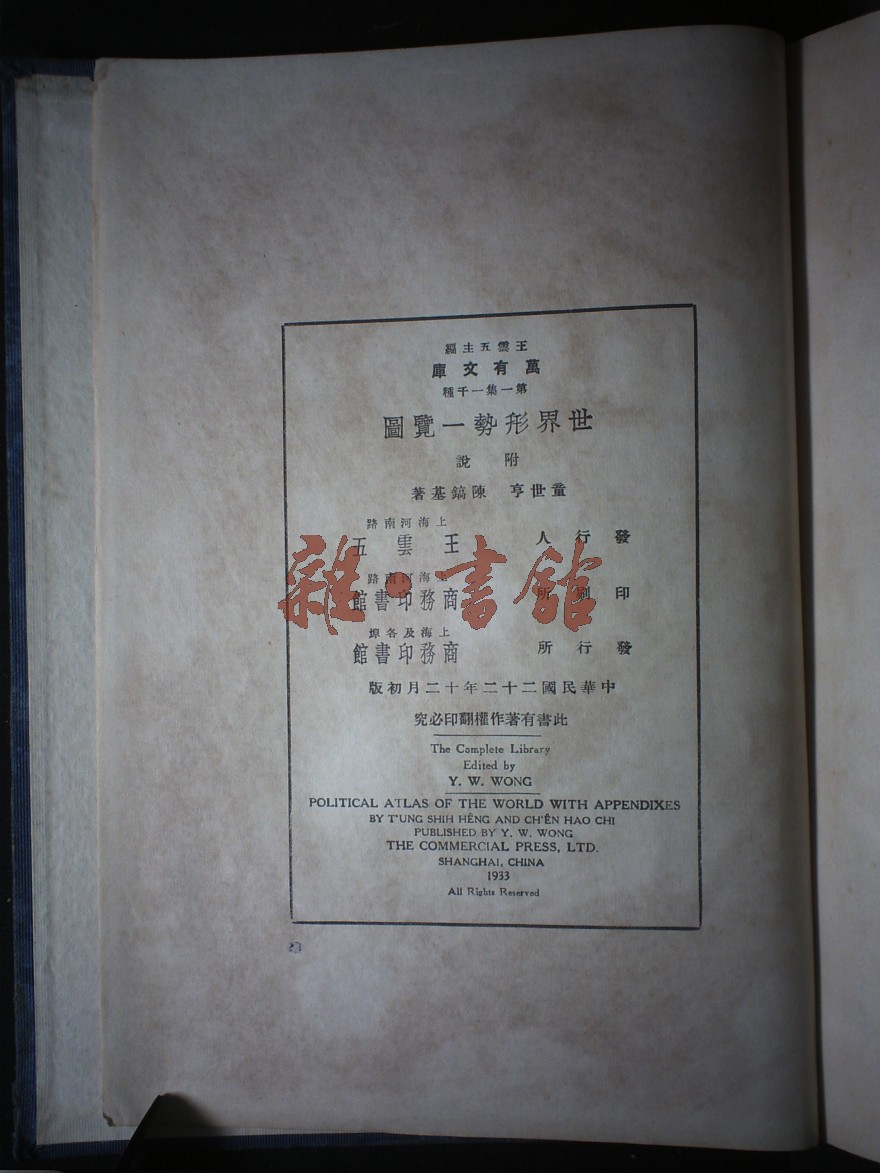 王雲五主編
萬有文庫
第一集一千種
世界形勢一覽圖
附說
童世亨 陳鎬基著
上海河南路
發行人 王雲五
上海河南路
印刷所 商務印書館
上海及各埠
發行所 商務印書館
雜·書館
中華民國二十二年十二月初版
此書有著作權翻印必究
The Complete Library
Edited by
Y. W. WONG
POLITICAL ATLAS OF THE WORLD WITH APPENDIXES
BY T'UNG SHIH HÊNG AND CH'ÊN HAO CHI
PUBLISHED BY Y. W. WONG
THE COMMERCIAL PRESS, LTD.
SHANGHAI, CHINA
1933
All Rights Reserved